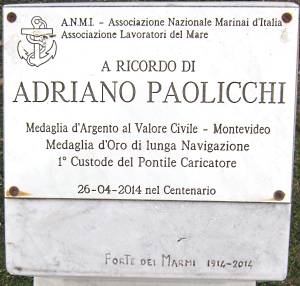 A.N.M.I. - Associazione Nazionale Marinai d'Italia
Associazione Lavoratori del Mare
A RICORDO DI
ADRIANO PAOLICCHI
Medaglia d'Argento al Valore Civile - Montevideo
Medaglia d'Oro di lunga Navigazione
1° Custode del Pontile Caricatore
26-04-2014 nel Centenario
FORTE DEI MARMI 1914-2014